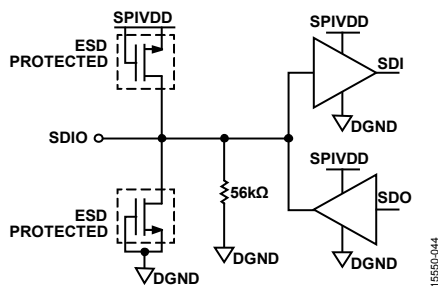 SPIVDD
ESD
PROTECTED
SPIVDD
SDI
DGND
SDIO
56kΩ
SPIVDD
SDO
ESD
PROTECTED
DGND
DGND
DGND
15550-044